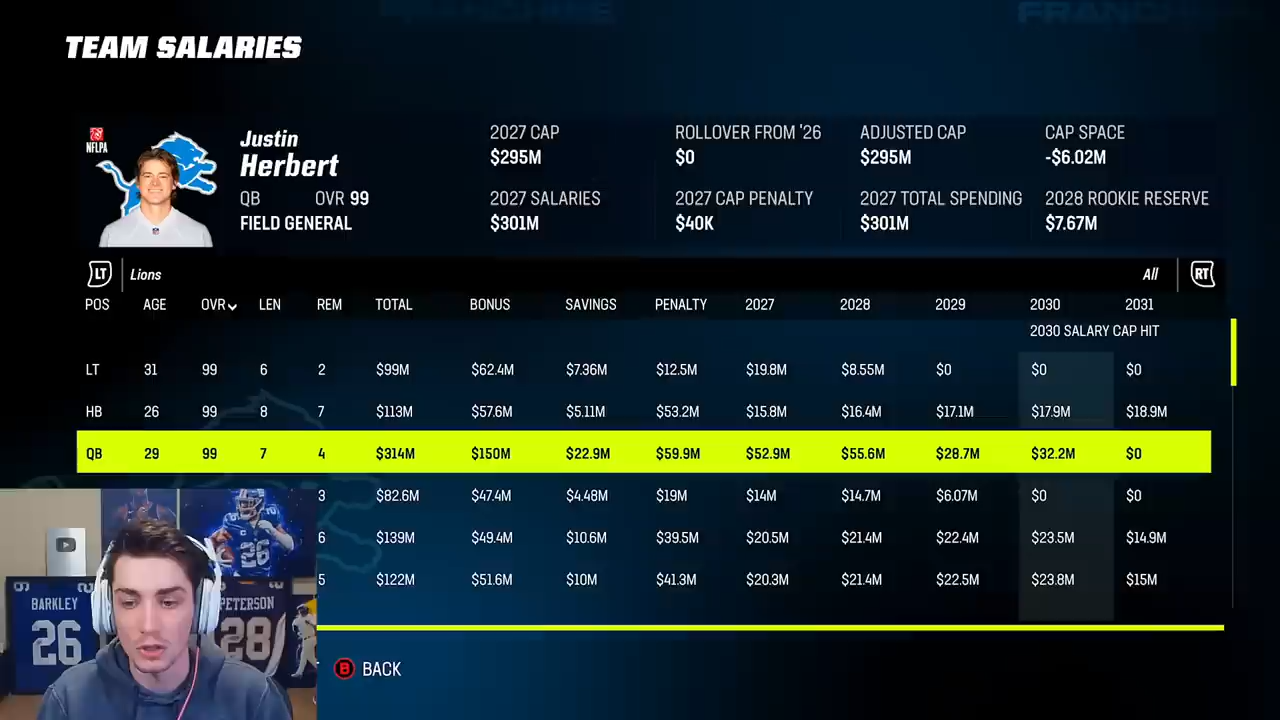 TEAM SALARIES
NFLPA
Justin
Herbert
QB OVR 99
FIELD GENERAL
2027 CAP
$295M
ROLLOVER FROM '26
$0
ADJUSTED CAP
$295M
CAP SPACE
-$6.02M
2027 SALARIES
$301M
2027 CAP PENALTY
$40K
2027 TOTAL SPENDING
$301M
2028 ROOKIE RESERVE
$7.67M
LT Lions All RT
POS AGE OVR LEN REM TOTAL BONUS SAVINGS PENALTY 2027 2028 2029 2030 2031
2030 SALARY CAP HIT
LT 31 99 6 2 $99M $62.4M $7.36M $12.5M $19.8M $8.55M $0 $0 $0
HB 26 99 8 7 $113M $57.6M $5.11M $53.2M $15.8M $16.4M $17.1M $17.9M $18.9M
QB 29 99 7 4 $314M $150M $22.9M $59.9M $52.9M $55.6M $28.7M $32.2M $0
3 $82.6M $47.4M $4.48M $19M $14M $14.7M $6.07M $0 $0
6 $139M $49.4M $10.6M $39.5M $20.5M $21.4M $22.4M $23.5M $14.9M
5 $122M $51.6M $10M $41.3M $20.3M $21.4M $22.5M $23.8M $15M
B BACK
BARKLEY
26
PETERSON
28
26